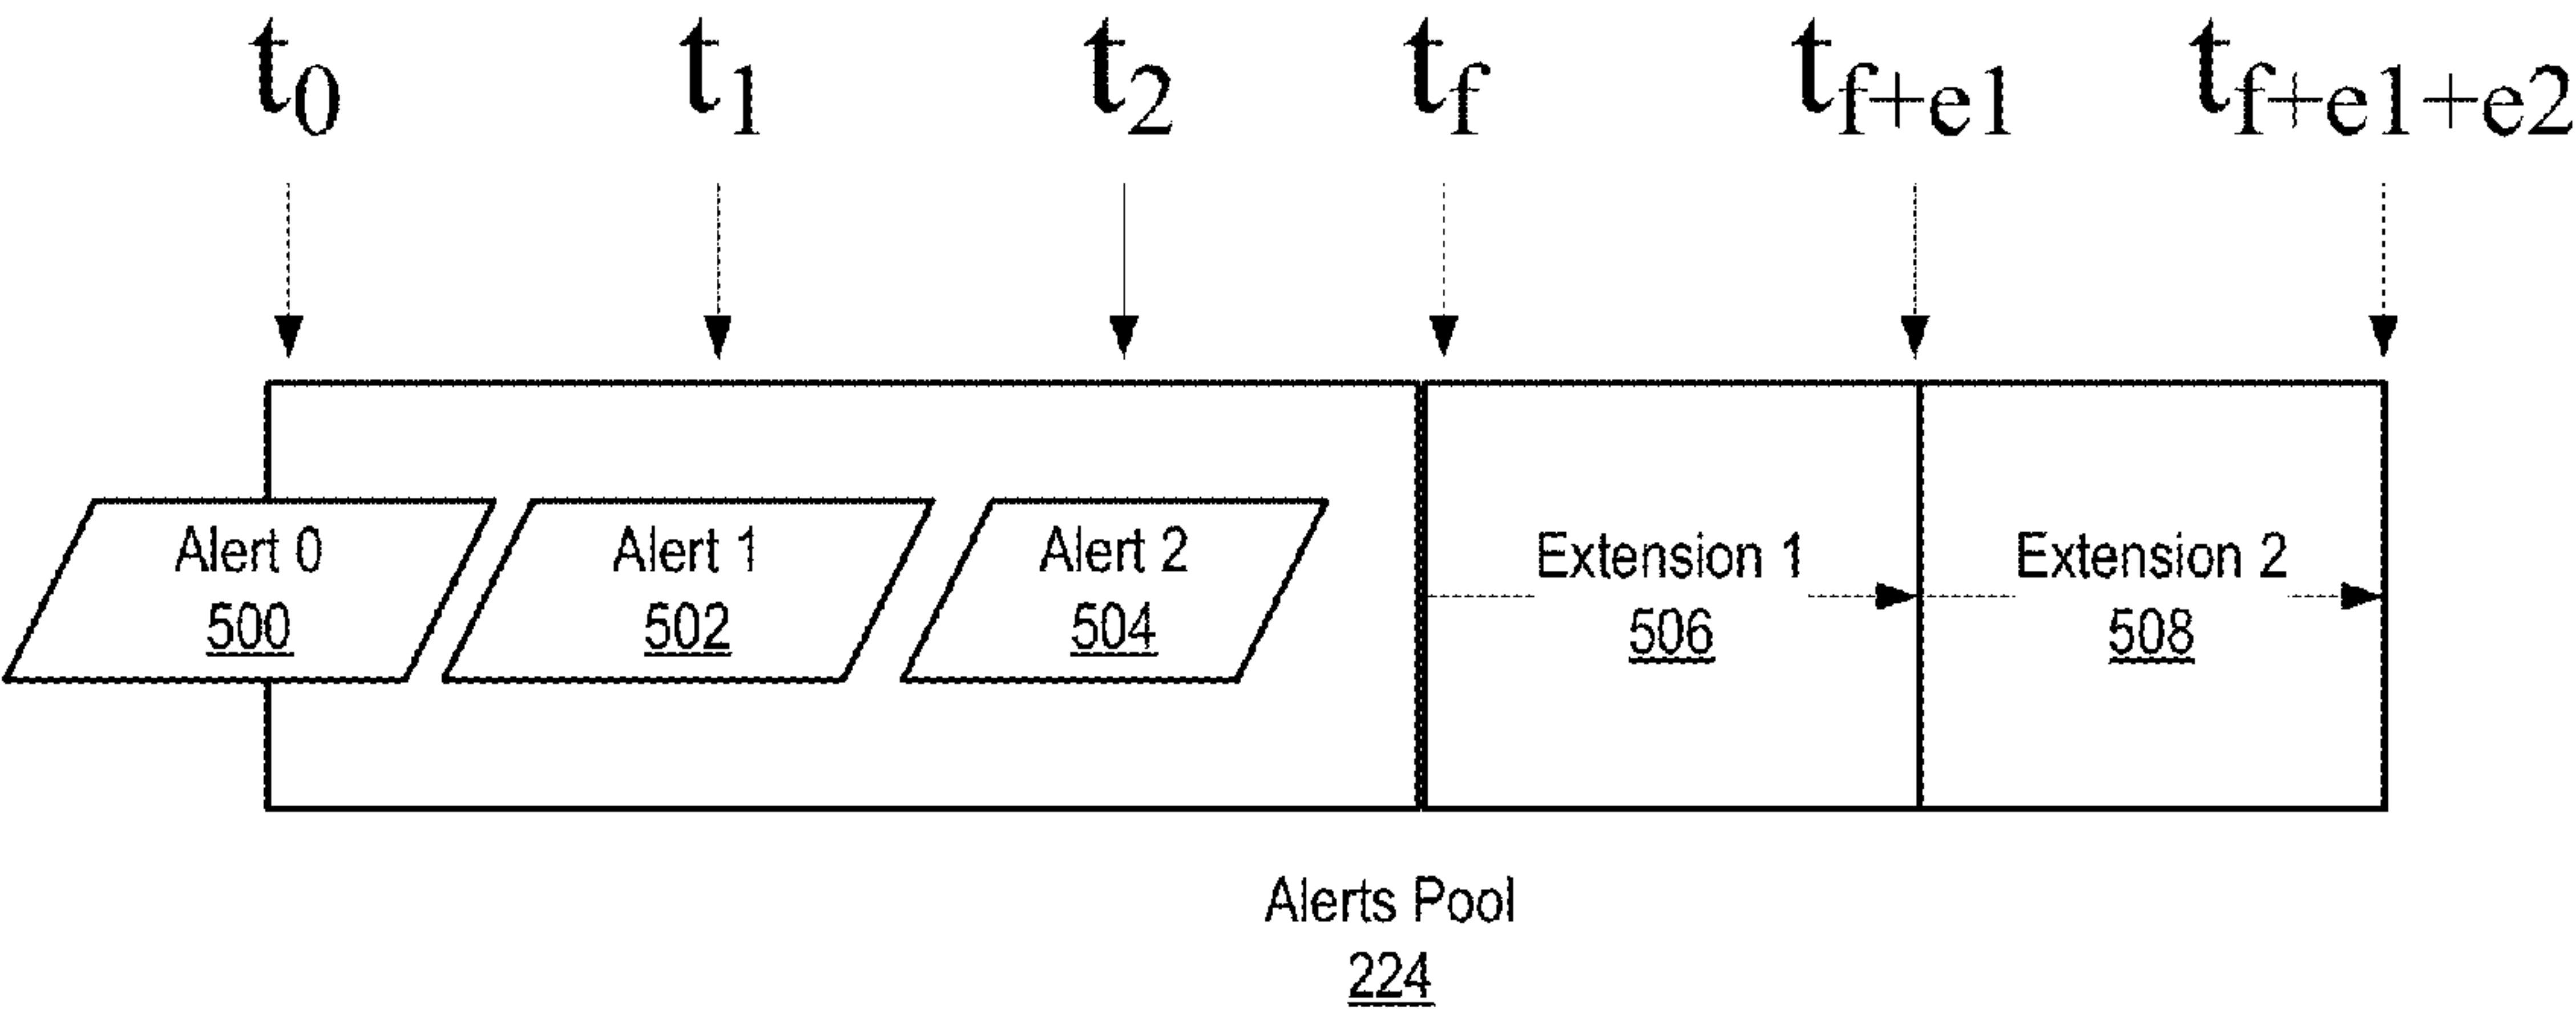 t0 t1 t2 tf tf+e1 tf+e1+e2
Alert 0
500
Alert 1
502
Alert 2
504
Extension 1
506
Extension 2
508
Alerts Pool
224